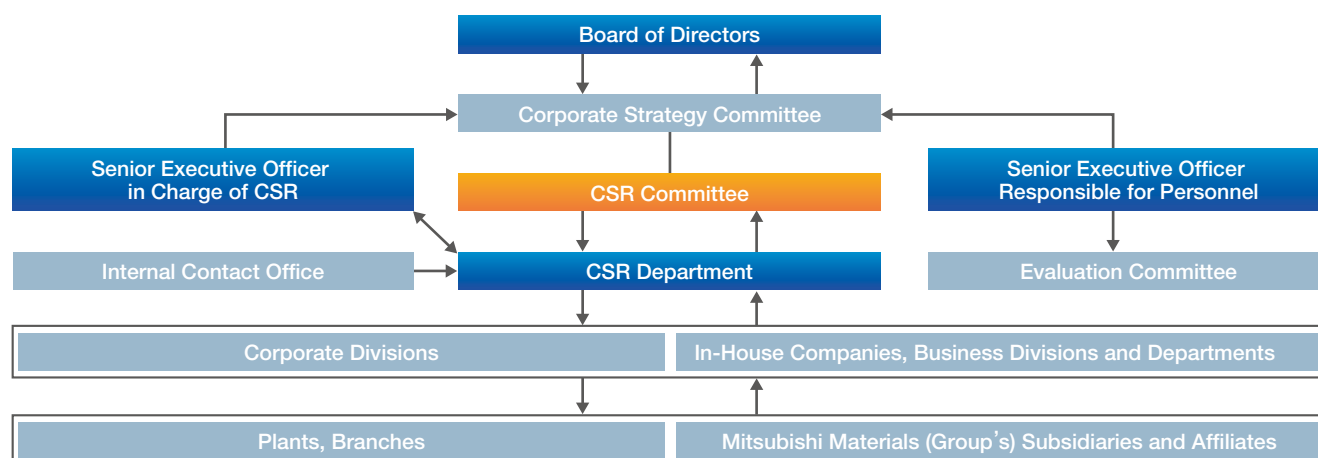 Board of Directors
Corporate Strategy Committee
Senior Executive Officer
in Charge of CSR
CSR Committee
Senior Executive Officer
Responsible for Personnel
Internal Contact Office
CSR Department
Evaluation Committee
Corporate Divisions
In-House Companies, Business Divisions and Departments
Plants, Branches
Mitsubishi Materials (Group’s) Subsidiaries and Affiliates